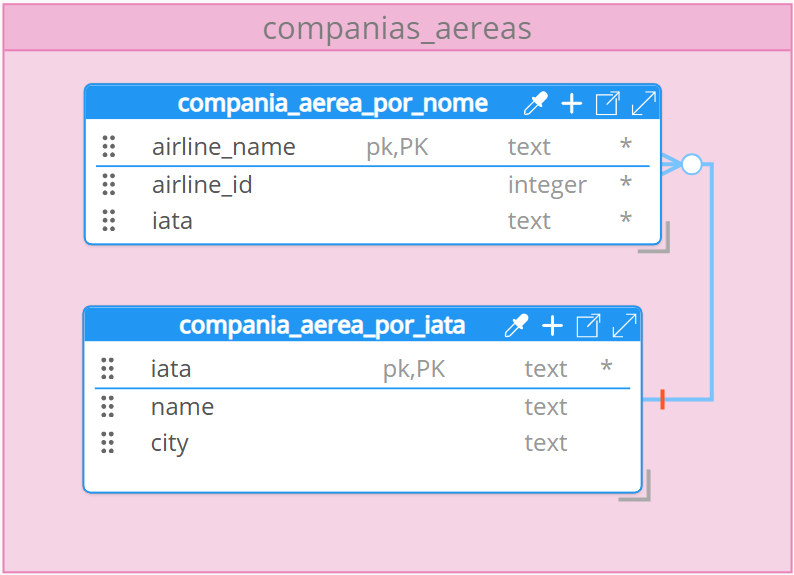 companias_aereas
compania_aerea_por_nome
airline_name pk,PK text *
airline_id integer *
iata text *
compania_aerea_por_iata
iata pk,PK text *
name text
city text